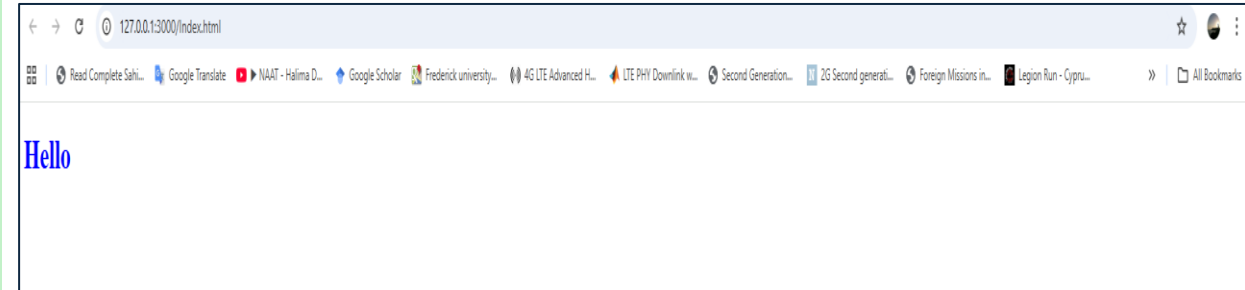 127.0.0.1:3000/Index.html
Read Complete Sahi... Google Translate NAAT - Halima D... Google Scholar Frederick university... 4G LTE Advanced H... LTE PHY Downlink w... Second Generation... 2G Second generati... Foreign Missions in... Legion Run - Cypru... » All Bookmarks
Hello